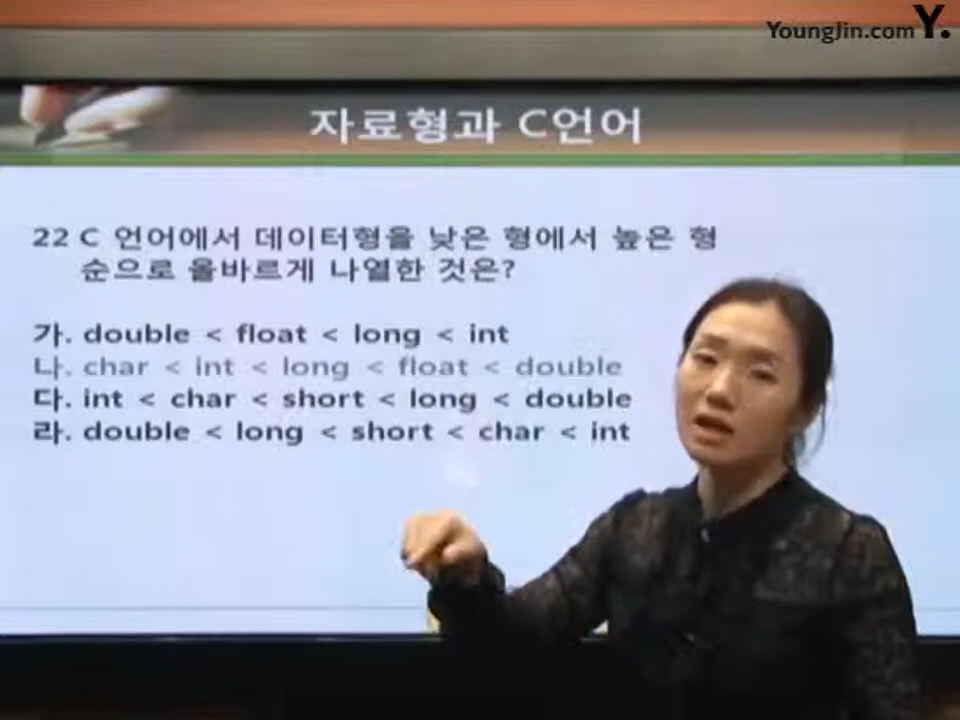 YoungJin.com Y.
자료형과 C언어
22 C 언어에서 데이터형을 낮은 형에서 높은 형
순으로 올바르게 나열한 것은?
가. double < float < long < int
나. char < int < long < float < double
다. int < char < short < long < double
라. double < long < short < char < int